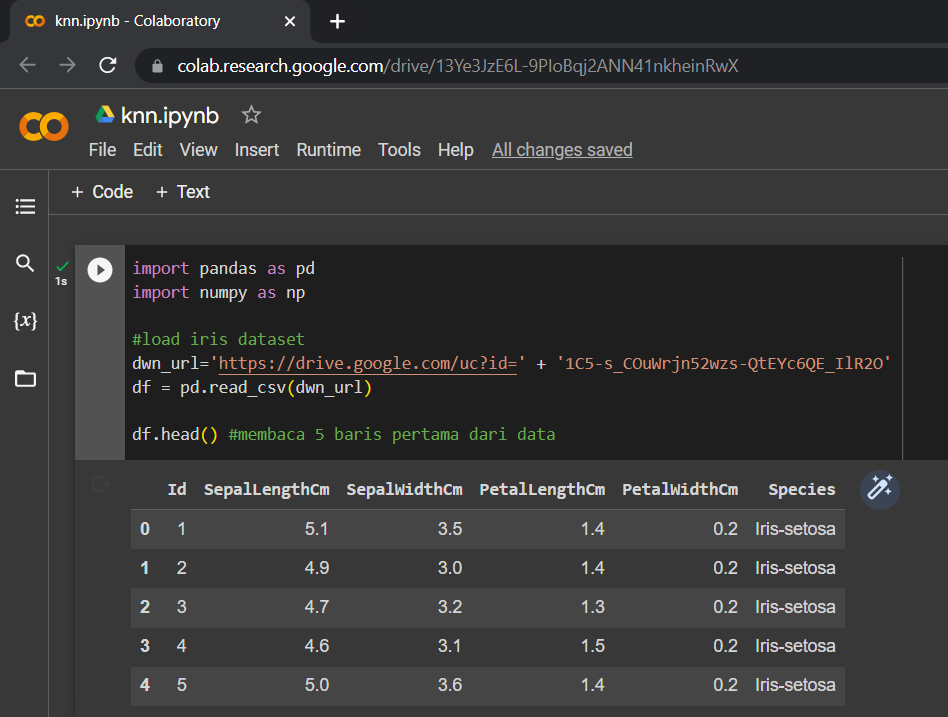 knn.ipynb - Colaboratory
colab.research.google.com/drive/13Ye3JzE6L-9PIoBqj2ANN41nkheinRwX
knn.ipynb
File Edit View Insert Runtime Tools Help All changes saved
+ Code + Text
1s
{x}
import pandas as pd
import numpy as np
#load iris dataset
dwn_url='https://drive.google.com/uc?id=' + '1C5-s_COuWrjn52wzs-QtEYc6QE_IlR2O'
df = pd.read_csv(dwn_url)
df.head() #membaca 5 baris pertama dari data
Id SepalLengthCm SepalWidthCm PetalLengthCm PetalWidthCm Species
0 1 5.1 3.5 1.4 0.2 Iris-setosa
1 2 4.9 3.0 1.4 0.2 Iris-setosa
2 3 4.7 3.2 1.3 0.2 Iris-setosa
3 4 4.6 3.1 1.5 0.2 Iris-setosa
4 5 5.0 3.6 1.4 0.2 Iris-setosa